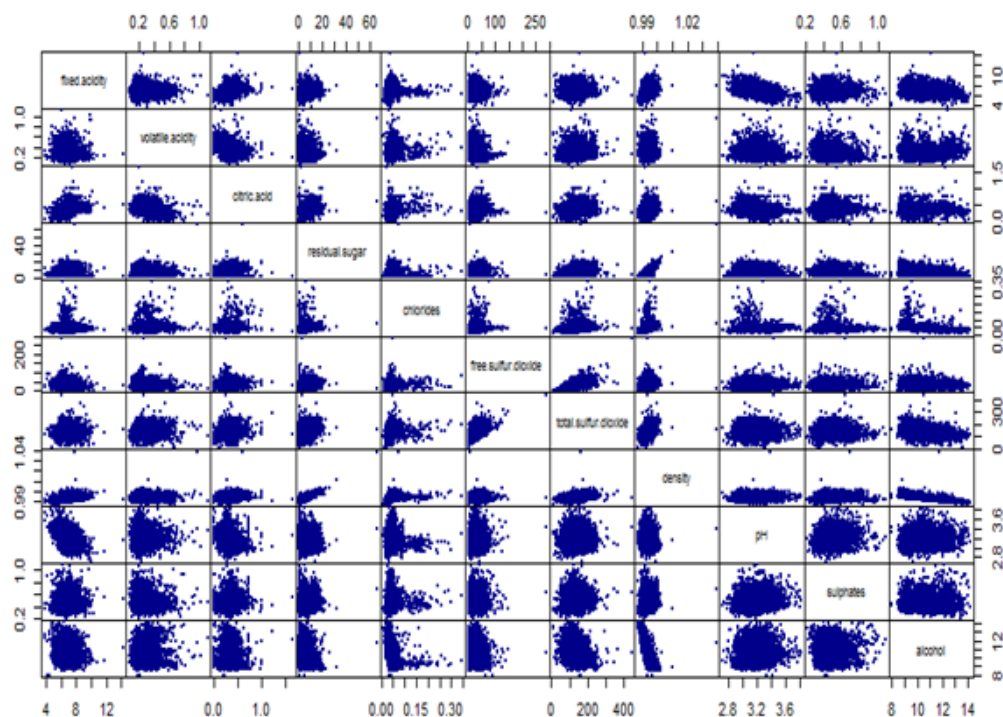 0.2 0.6 1.0
0 20 40 60
0 100 250
0.99 1.02
0.2 0.6 1.0
fixed.acidity
4 10
0.2 1.0
volatile.acidity
citric.acid
0.0 1.5
0 40
residual.sugar
chlorides
0.00 0.35
0 200
free.sulfur.dioxide
total.sulfur.dioxide
0 300
0.99 1.04
density
pH
2.8 3.6
0.2 1.0
sulphates
alcohol
8 12
4 8 12
0.0 1.0
0.00 0.15 0.30
0 200 400
2.8 3.2 3.6
8 10 12 14